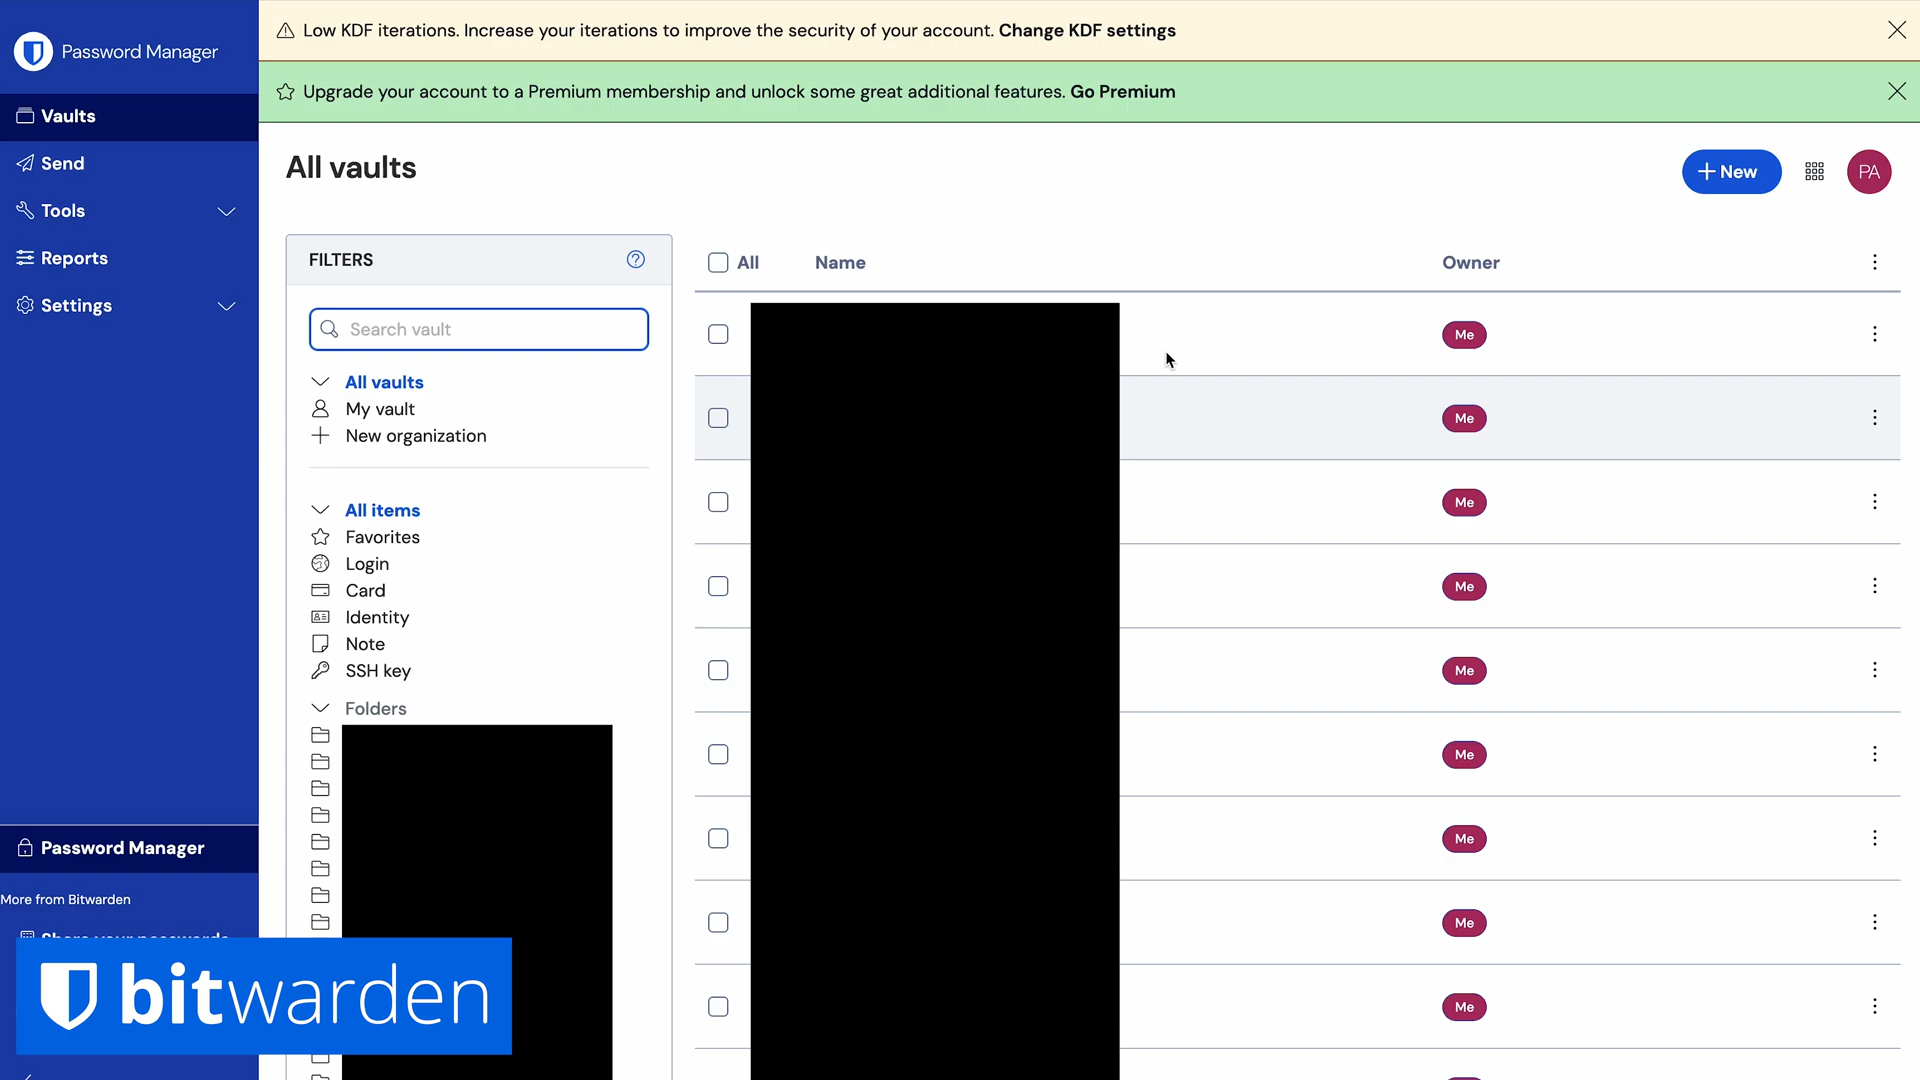 Password Manager
Vaults
Send
Tools
Reports
Settings
Password Manager
More from Bitwarden
Share your passwords
bitwarden
Low KDF iterations. Increase your iterations to improve the security of your account. Change KDF settings
Upgrade your account to a Premium membership and unlock some great additional features. Go Premium
All vaults
New
PA
FILTERS
Search vault
All vaults
My vault
New organization
All items
Favorites
Login
Card
Identity
Note
SSH key
Folders
All Name Owner
Me
Me
Me
Me
Me
Me
Me
Me
Me